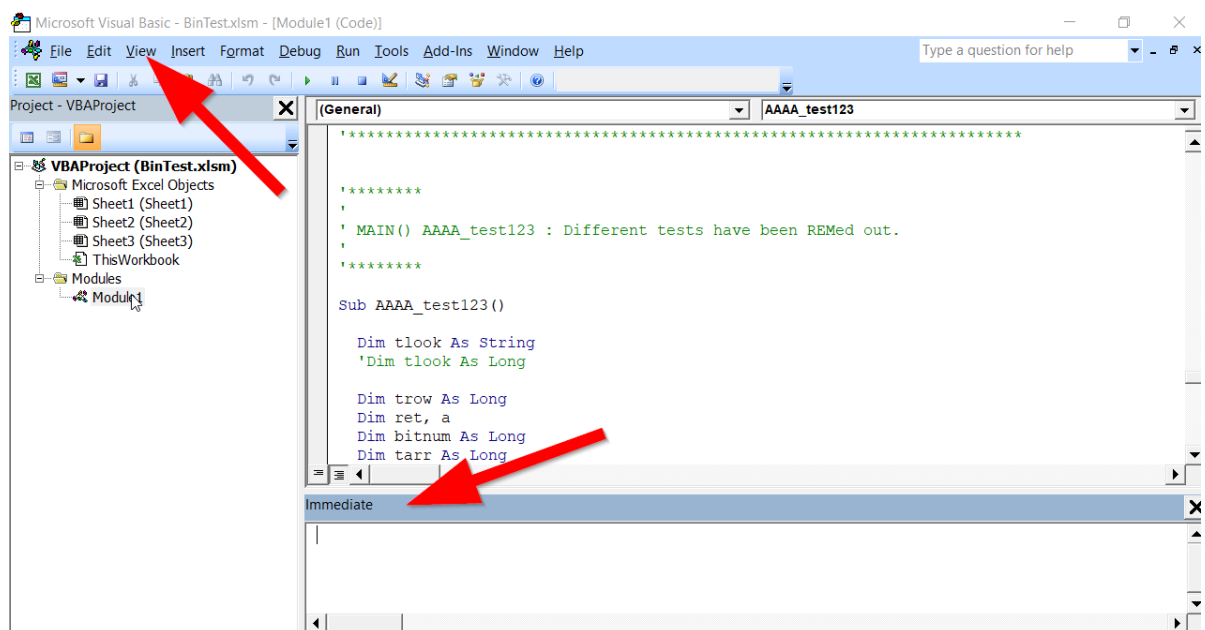 Microsoft Visual Basic - BinTest.xlsm - [Module1 (Code)]
File Edit View Insert Format Debug Run Tools Add-Ins Window Help
Type a question for help
Project - VBAProject
(General)
AAAA_test123
'*************************************************************************
VBAProject (BinTest.xlsm)
Microsoft Excel Objects
Sheet1 (Sheet1)
Sheet2 (Sheet2)
Sheet3 (Sheet3)
ThisWorkbook
Modules
Module1
'********
'
' MAIN() AAAA_test123 : Different tests have been REMed out.
'
'********
Sub AAAA_test123()
Dim tlook As String
'Dim tlook As Long
Dim trow As Long
Dim ret, a
Dim bitnum As Long
Dim tarr As Long
Immediate